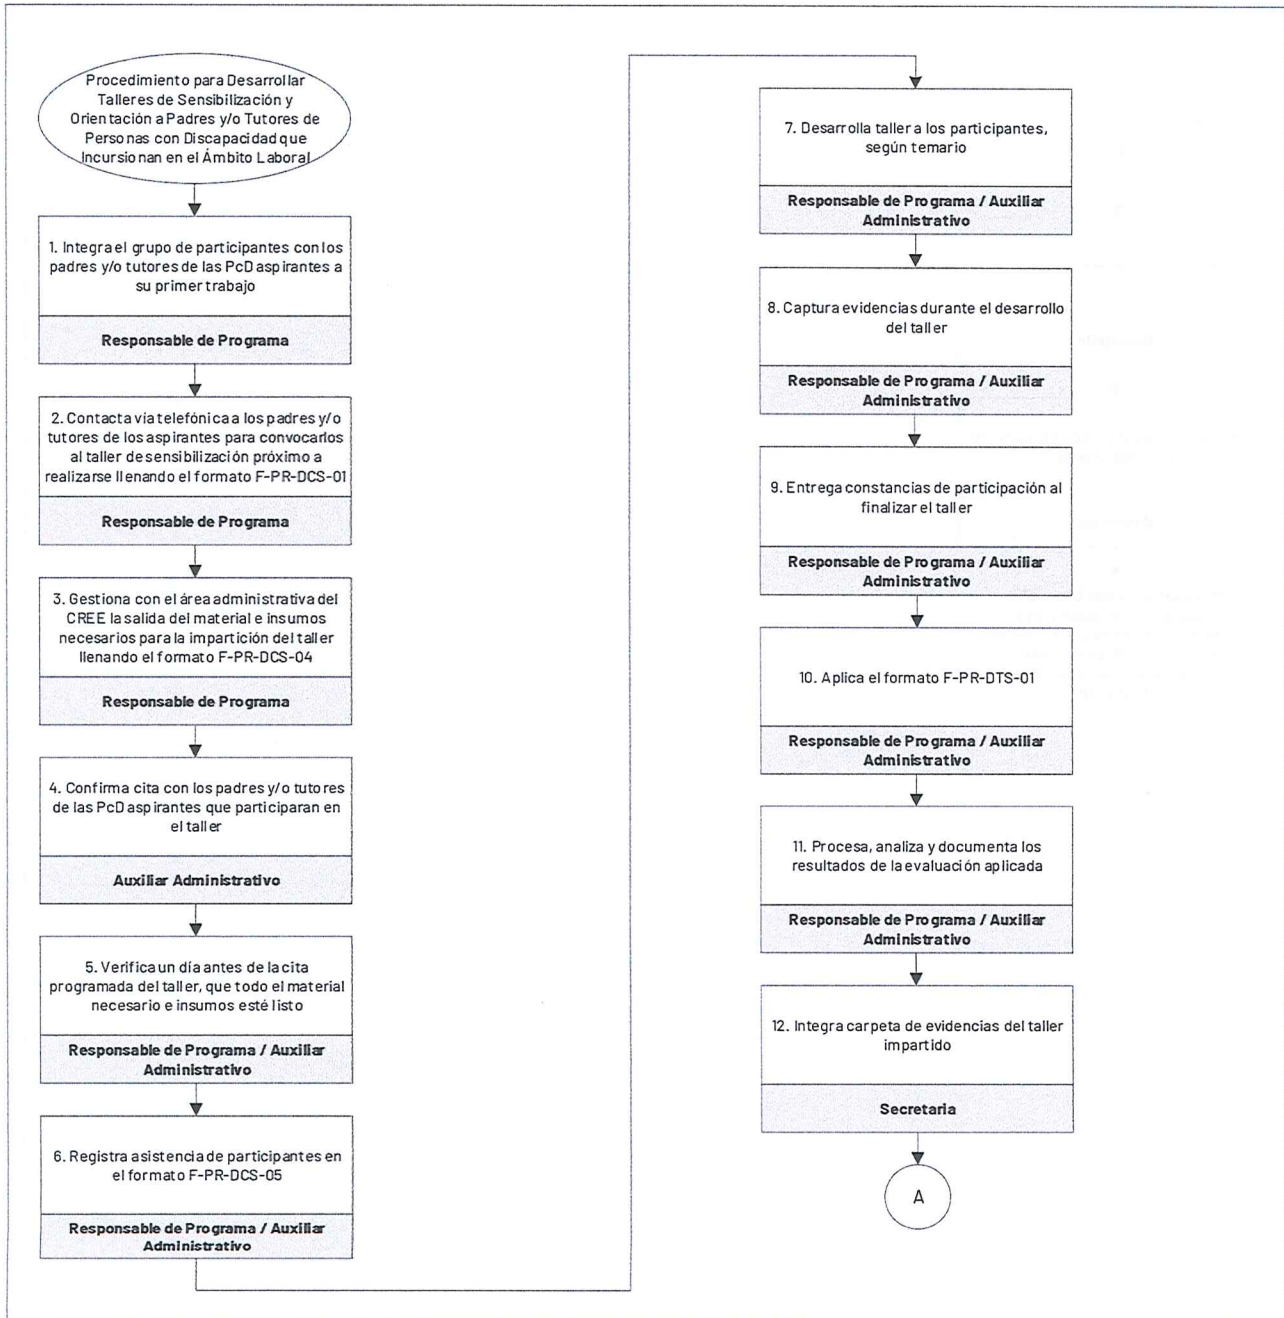 Procedimiento para Desarrollar
Talleres de Sensibilización y
Orientación a Padres y/o Tutores de
Personas con Discapacidad que
Incursionan en el Ámbito Laboral
1. Integra el grupo de participantes con los
padres y/o tutores de las PcD aspirantes a
su primer trabajo
Responsable de Programa
2. Contacta vía telefónica a los padres y/o
tutores de los aspirantes para convocarlos
al taller de sensibilización próximo a
realizarse llenando el formato F-PR-DCS-01
Responsable de Programa
3. Gestiona con el área administrativa del
CREE la salida del material e insumos
necesarios para la impartición del taller
llenando el formato F-PR-DCS-04
Responsable de Programa
4. Confirma cita con los padres y/o tutores
de las PcD aspirantes que participaran en
el taller
Auxiliar Administrativo
5. Verifica un día antes de la cita
programada del taller, que todo el material
necesario e insumos esté listo
Responsable de Programa / Auxiliar
Administrativo
6. Registra asistencia de participantes en
el formato F-PR-DCS-05
Responsable de Programa / Auxiliar
Administrativo
7. Desarrolla taller a los participantes,
según temario
Responsable de Programa / Auxiliar
Administrativo
8. Captura evidencias durante el desarrollo
del taller
Responsable de Programa / Auxiliar
Administrativo
9. Entrega constancias de participación al
finalizar el taller
Responsable de Programa / Auxiliar
Administrativo
10. Aplica el formato F-PR-DTS-01
Responsable de Programa / Auxiliar
Administrativo
11. Procesa, analiza y documenta los
resultados de la evaluación aplicada
Responsable de Programa / Auxiliar
Administrativo
12. Integra carpeta de evidencias del taller
impartido
Secretaria
A